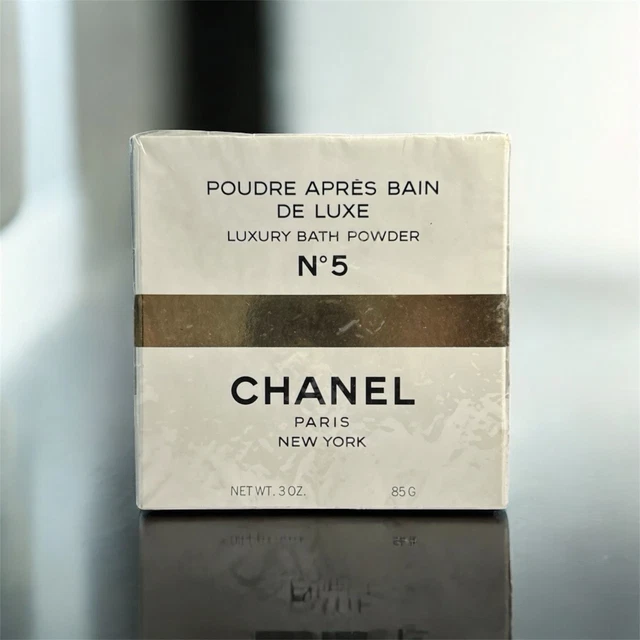 POUDRE APRÈS BAIN
DE LUXE
LUXURY BATH POWDER
N°5
CHANEL
PARIS
NEW YORK
NET WT. 3 OZ. 85 G